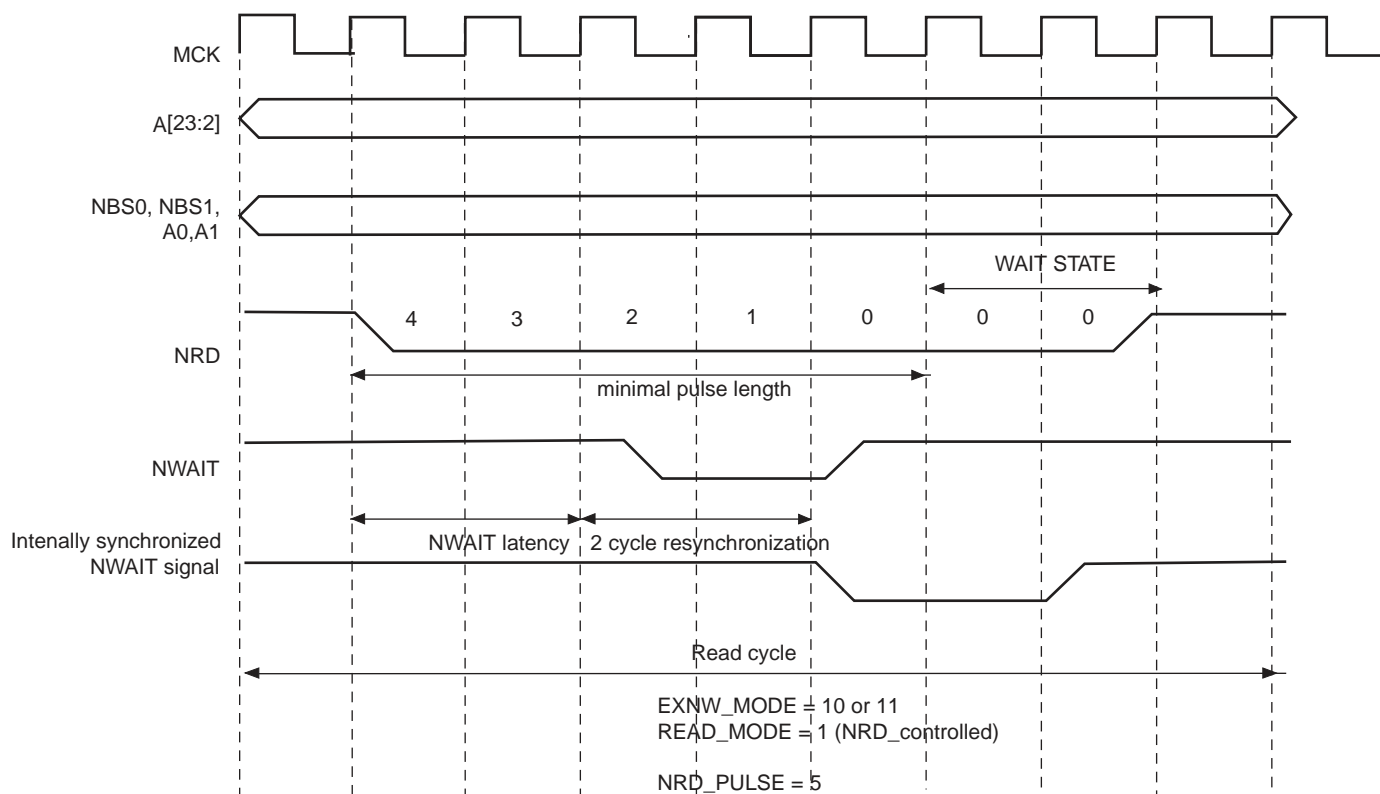 MCK
A[23:2]
NBS0, NBS1,
A0,A1
WAIT STATE
4 3 2 1 0 0 0
NRD
minimal pulse length
NWAIT
NWAIT latency 2 cycle resynchronization
Intenally synchronized
NWAIT signal
Read cycle
EXNW_MODE = 10 or 11
READ_MODE = 1 (NRD_controlled)
NRD_PULSE = 5